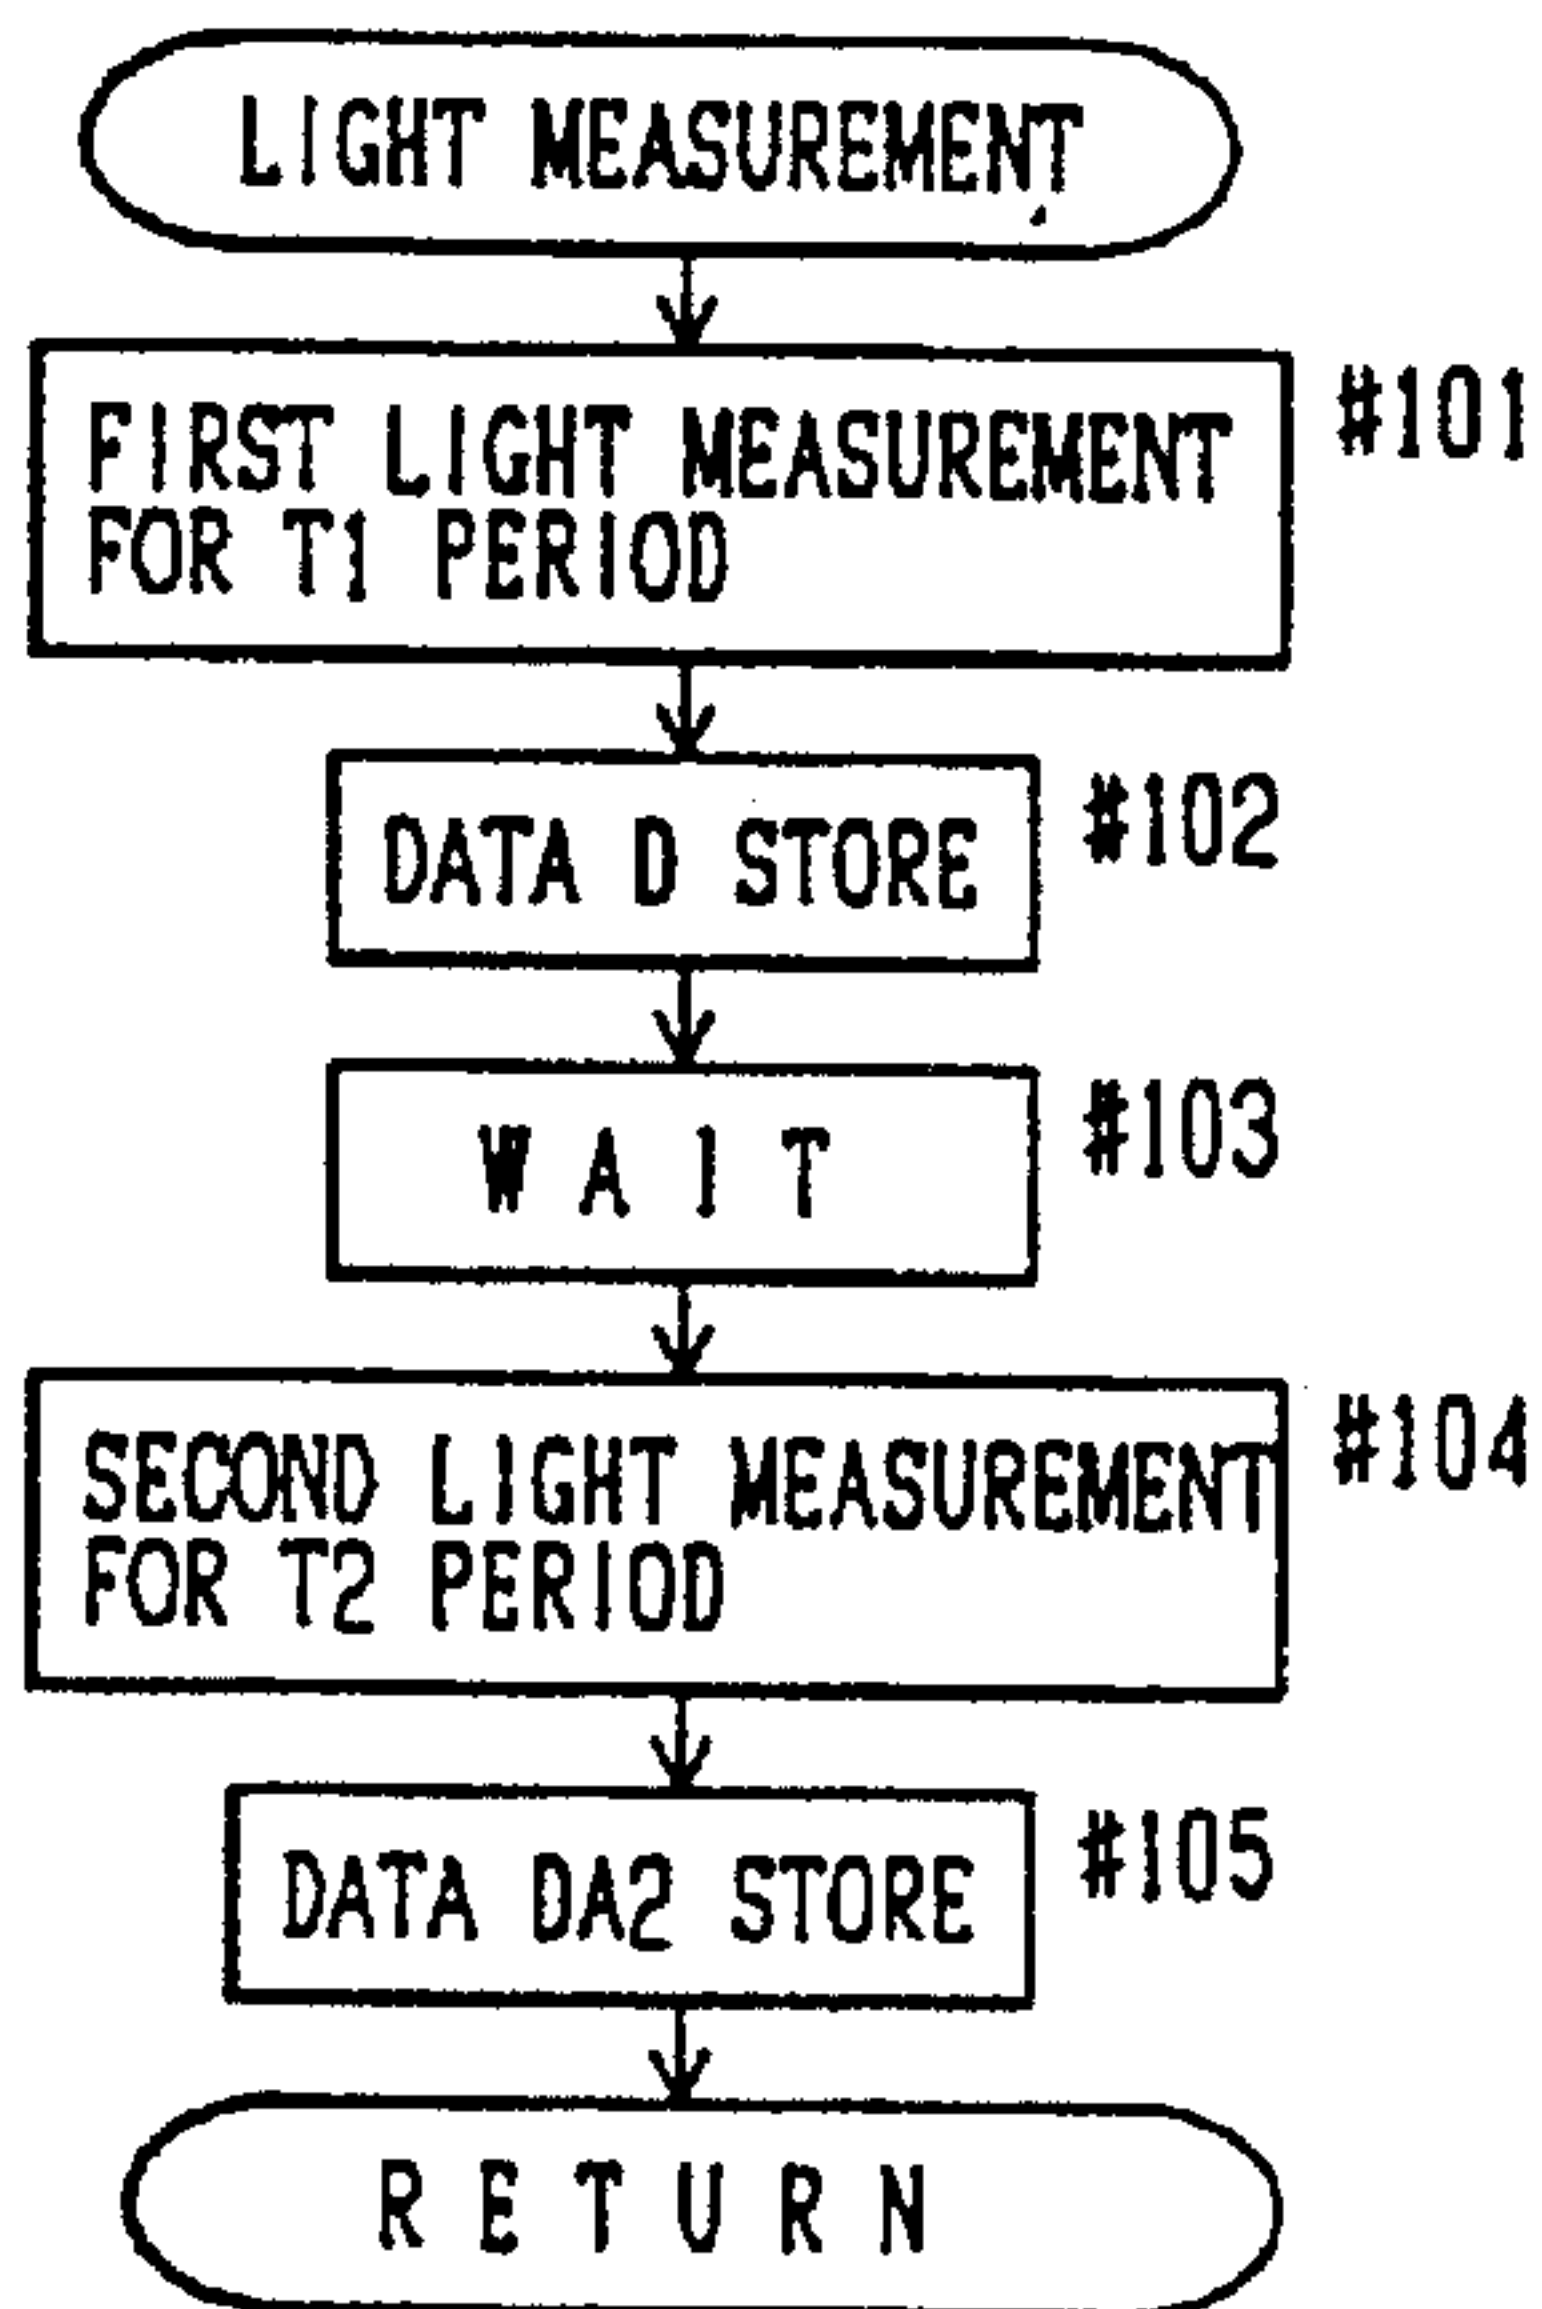 LIGHT MEASUREMENT
FIRST LIGHT MEASUREMENT
FOR T1 PERIOD
#101
DATA D STORE
#102
WAIT
#103
SECOND LIGHT MEASUREMENT
FOR T2 PERIOD
#104
DATA DA2 STORE
#105
RETURN